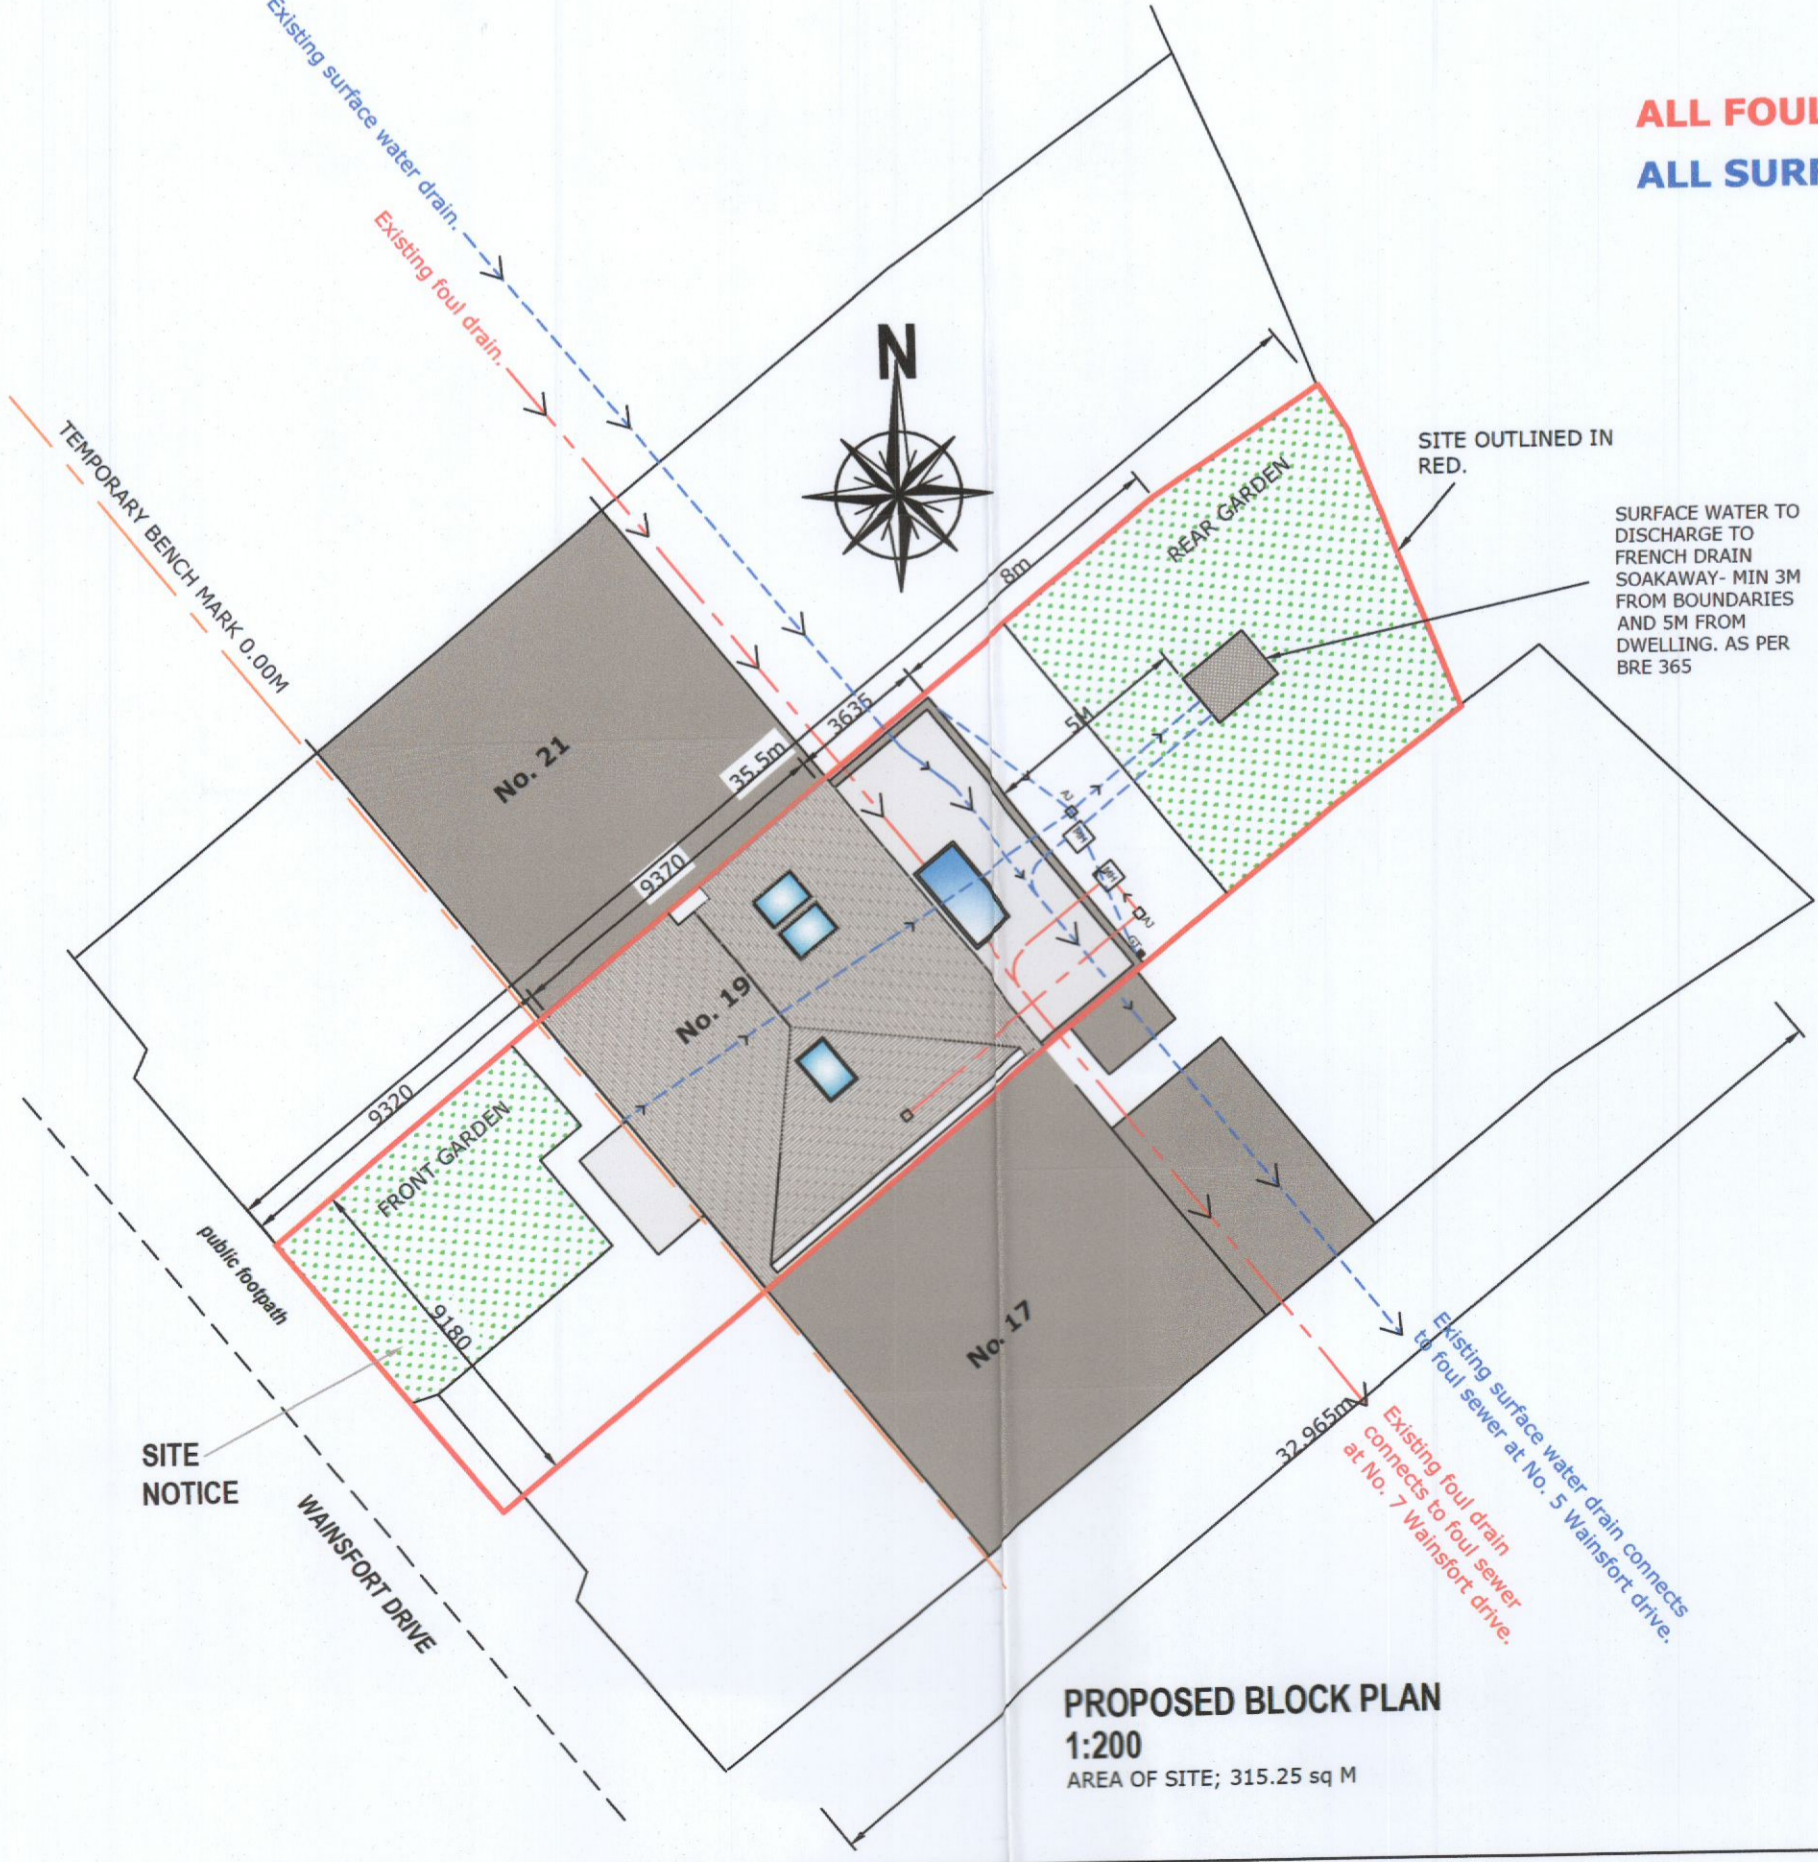 Existing surface water drain.
ALL FOUL
ALL SURF
Existing foul drain.
N
TEMPORARY BENCH MARK 0.00M
SITE OUTLINED IN
RED.
REAR GARDEN
SURFACE WATER TO
DISCHARGE TO
FRENCH DRAIN
SOAKAWAY- MIN 3M
FROM BOUNDARIES
AND 5M FROM
DWELLING. AS PER
BRE 365
8m
5M
3635
35.5m
No. 21
9370
AJ
MH
MH
AJ
GT
No. 19
9320
FRONT GARDEN
public footpath
9180
No. 17
SITE
NOTICE
WAINSFORT DRIVE
32.965m
Existing surface water drain connects
to foul sewer at No. 5 Wainsfort drive.
Existing foul drain
connects to foul sewer
at No. 7 Wainsfort drive.
PROPOSED BLOCK PLAN
1:200
AREA OF SITE; 315.25 sq M